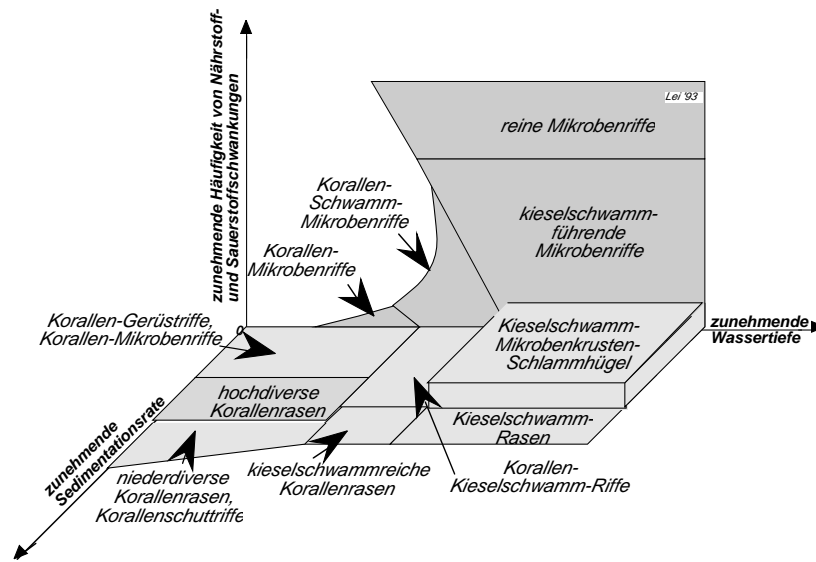 zunehmende Häufigkeit von Nährstoff-
und Sauerstoffschwankungen
Lei '93
reine Mikrobenriffe
Korallen-
Schwamm-
Mikrobenriffe
kieselschwamm-
führende
Mikrobenriffe
Korallen-
Mikrobenriffe
Korallen-Gerüstriffe,
Korallen-Mikrobenriffe
0
Kieselschwamm-
Mikrobenkrusten-
Schlammhügel
zunehmende
Wassertiefe
hochdiverse
Korallenrasen
Kieselschwamm-
Rasen
zunehmende
Sedimentationsrate
niederdiverse
Korallenrasen,
Korallenschuttriffe
kieselschwammreiche
Korallenrasen
Korallen-
Kieselschwamm-Riffe